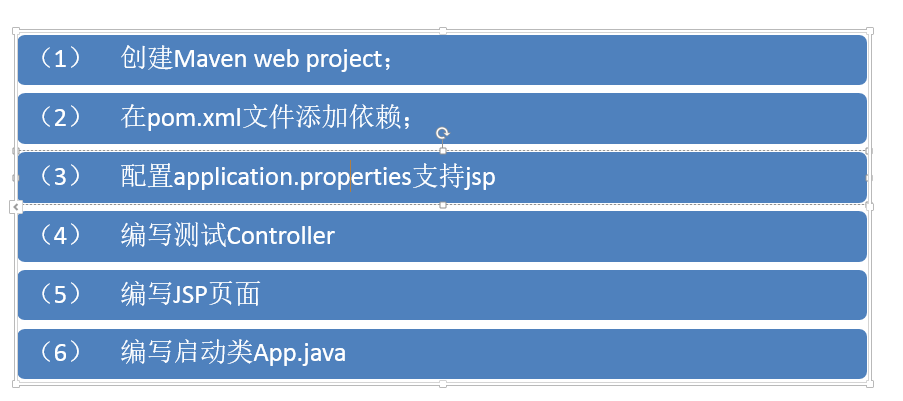 （1） 创建Maven web project；
（2） 在pom.xml文件添加依赖；
（3） 配置application.properties支持jsp
（4） 编写测试Controller
（5） 编写JSP页面
（6） 编写启动类App.java